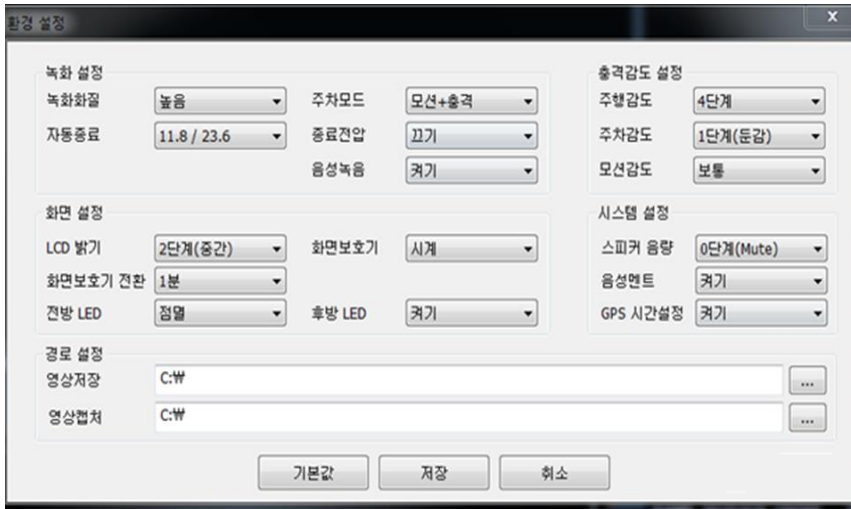 환경 설정
X
녹화 설정
녹화화질 높음 주차모드 모션+충격
자동종료 11.8 / 23.6 종료전압 끄기
음성녹음 켜기
충격감도 설정
주행감도 4단계
주차감도 1단계(둔감)
모션감도 보통
화면 설정
LCD 밝기 2단계(중간) 화면보호기 시계
화면보호기 전환 1분
전방 LED 점멸 후방 LED 켜기
시스템 설정
스피커 음량 0단계(Mute)
음성멘트 켜기
GPS 시간설정 켜기
경로 설정
영상저장 C:₩ ...
영상캡처 C:₩ ...
기본값 저장 취소